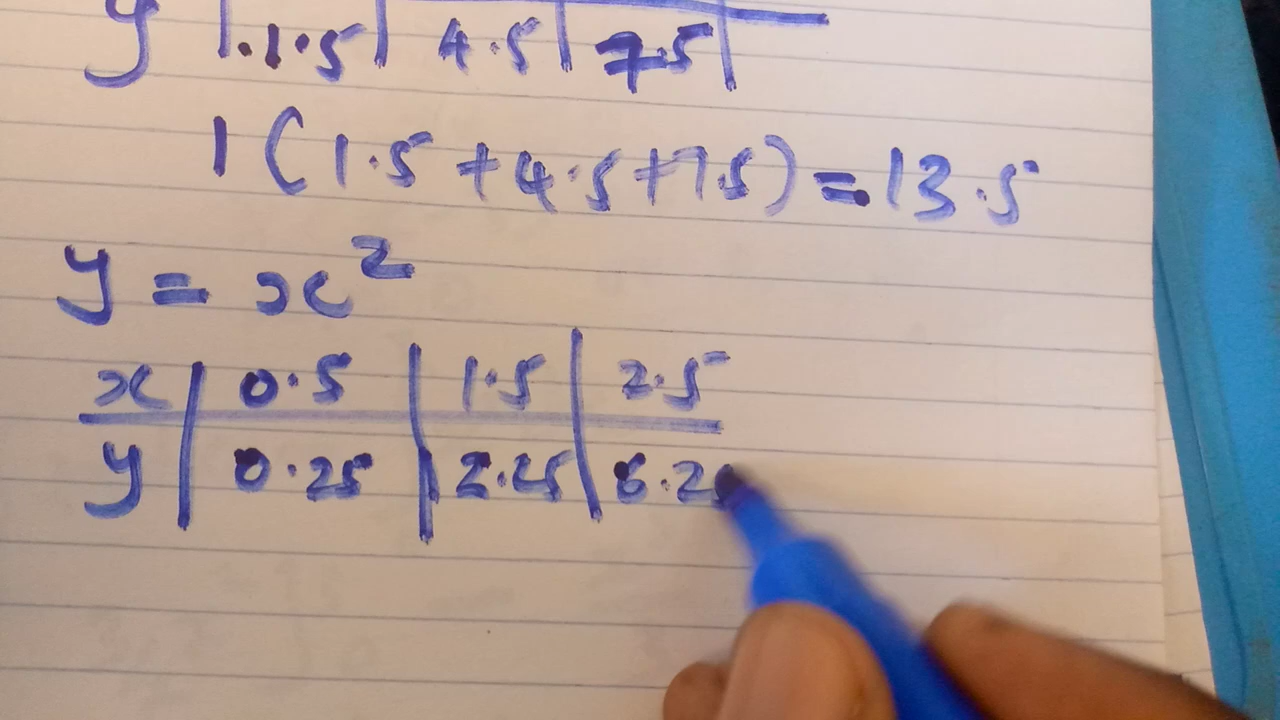 y | 1.5 | 4.5 | 7.5 |
1 (1.5 + 4.5 + 7.5) = 13.5
y = x²
x | 0.5 | 1.5 | 2.5
y | 0.25 | 2.25 | 6.25